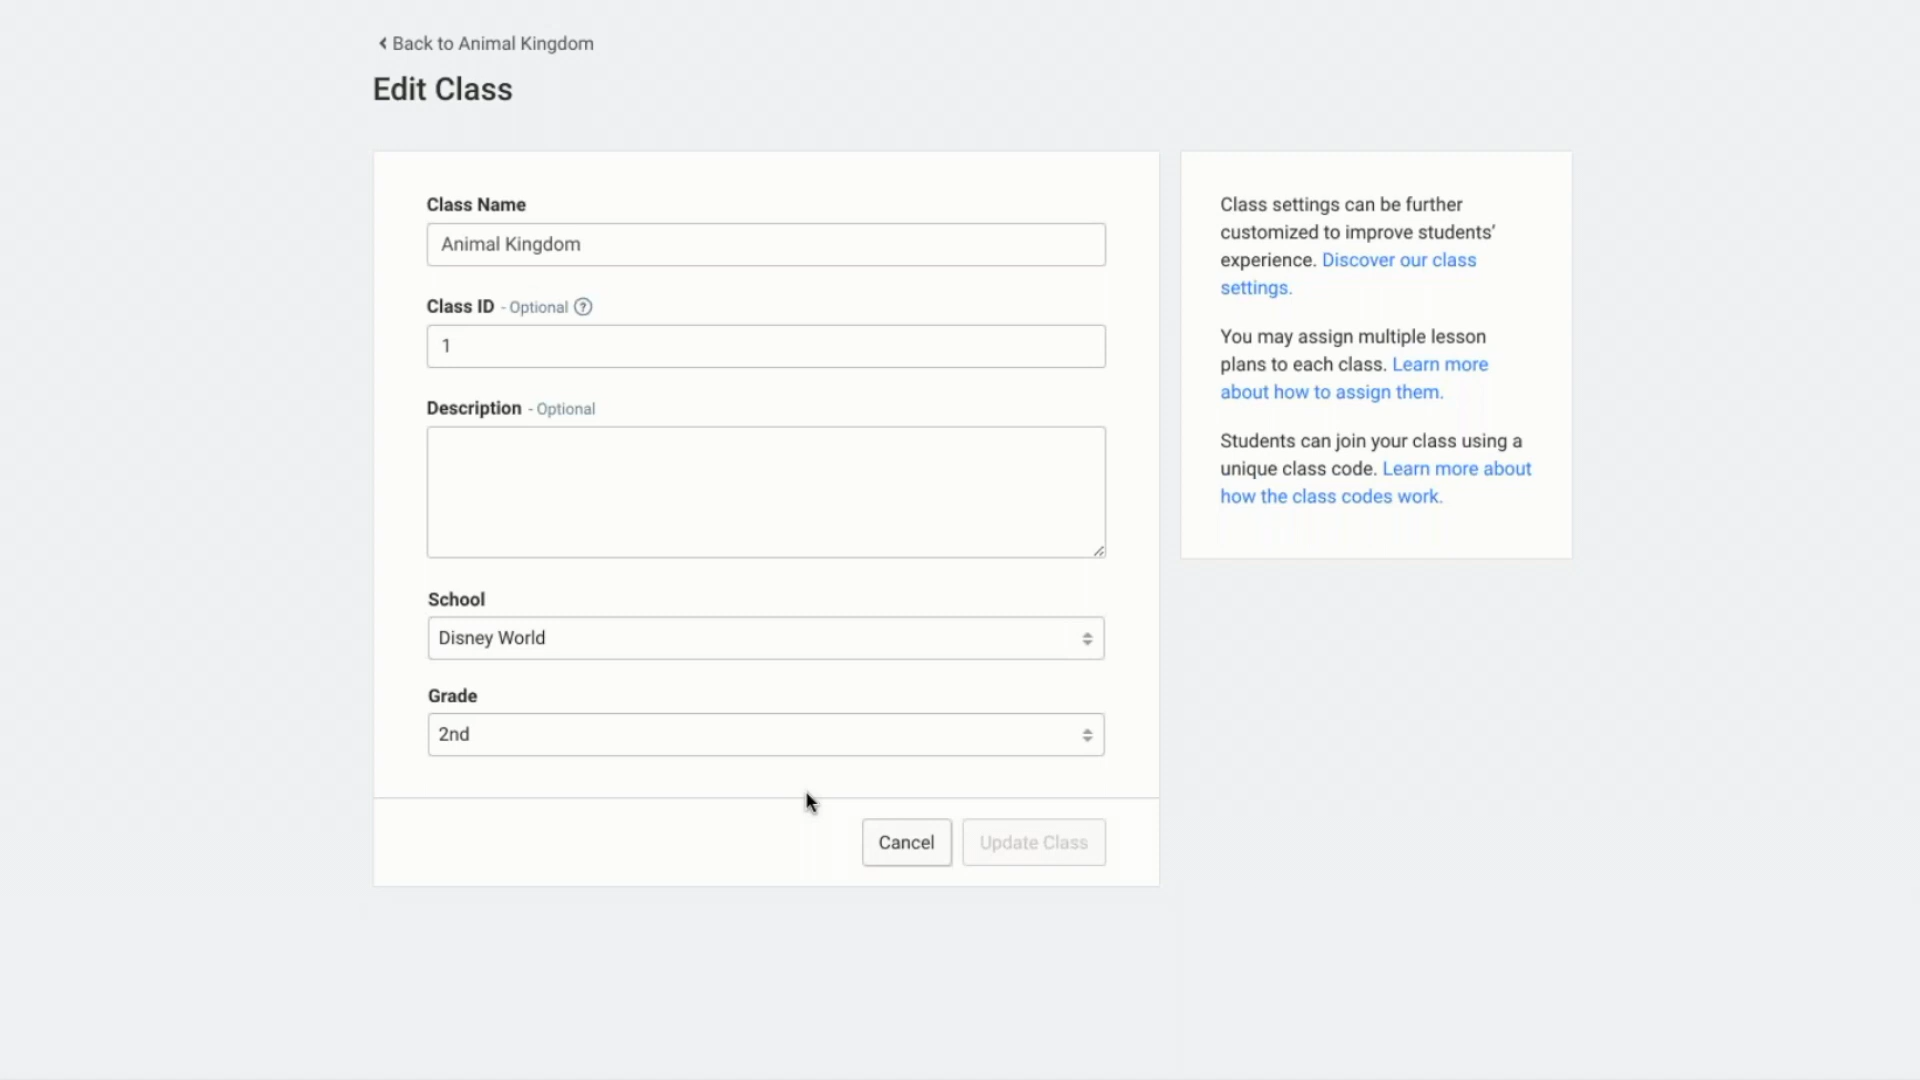 Back to Animal Kingdom
Edit Class
Class Name
Animal Kingdom
Class ID - Optional ?
1
Description - Optional
School
Disney World
Grade
2nd
Cancel
Update Class
Class settings can be further
customized to improve students’
experience. Discover our class
settings.
You may assign multiple lesson
plans to each class. Learn more
about how to assign them.
Students can join your class using a
unique class code. Learn more about
how the class codes work.